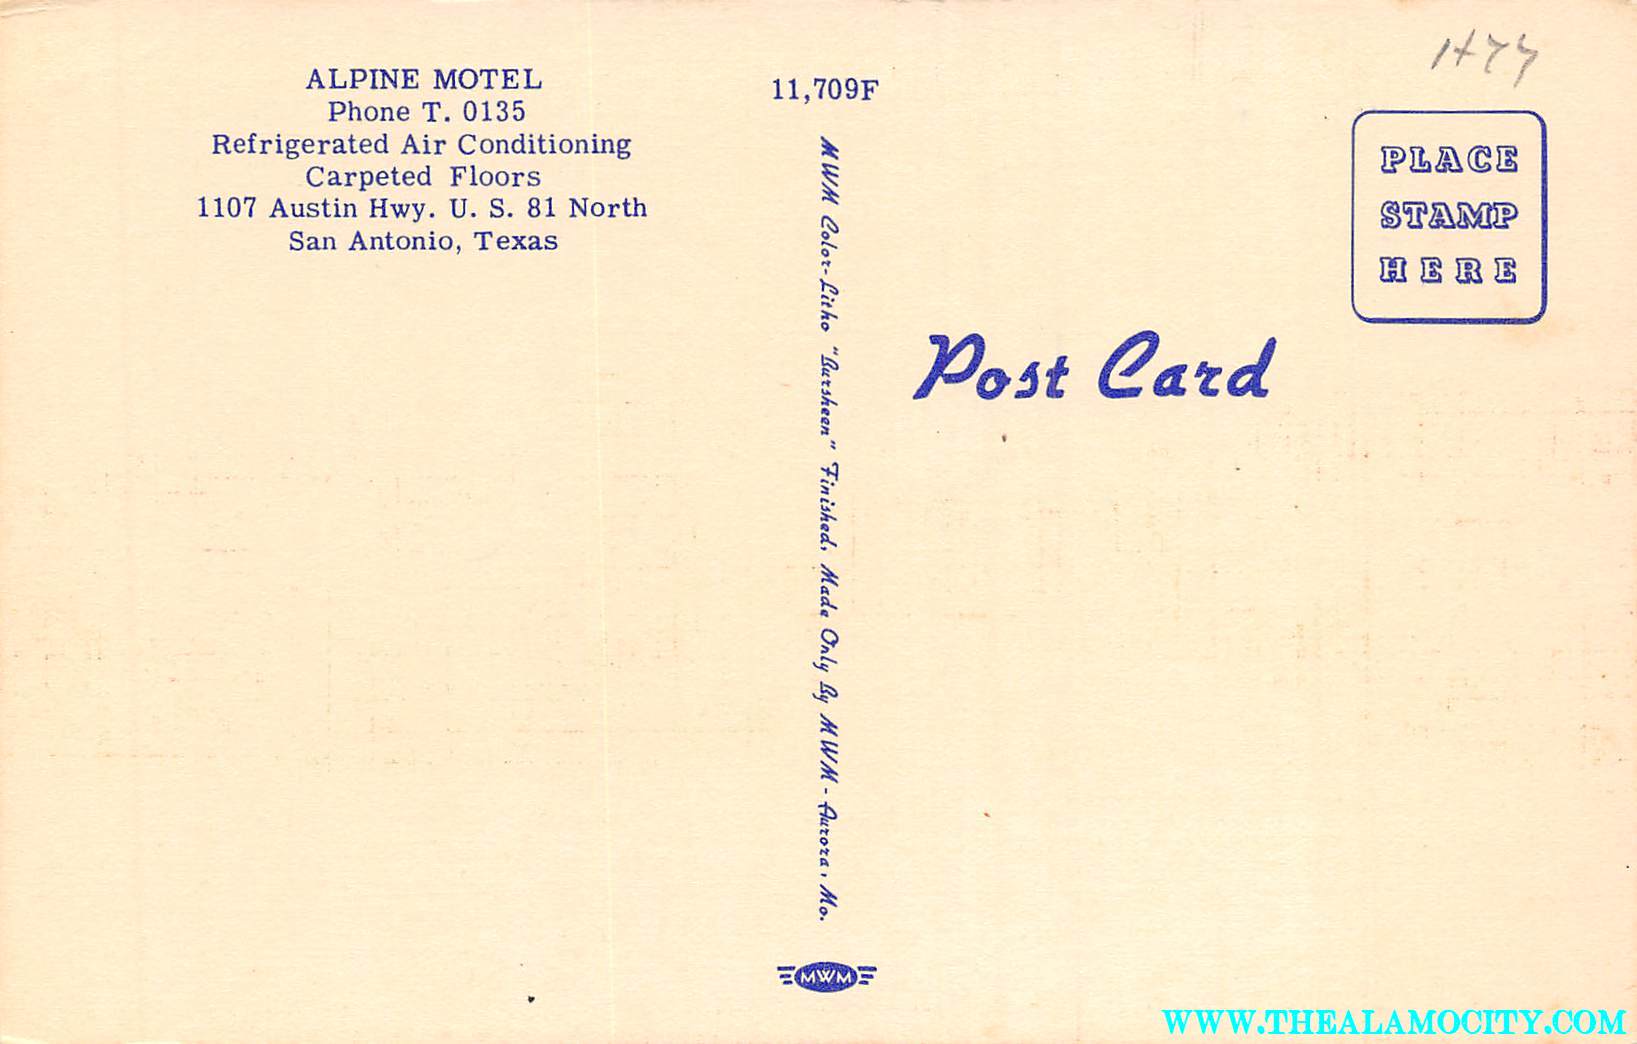 ALPINE MOTEL
Phone T. 0135
Refrigerated Air Conditioning
Carpeted Floors
1107 Austin Hwy. U. S. 81 North
San Antonio, Texas
11,709F
MWM Color-Litho "Bursheen" Finished, Made Only By MWM - Aurora, Mo.
MWM
PLACE
STAMP
HERE
Post Card
WWW.THEALAMOCITY.COM